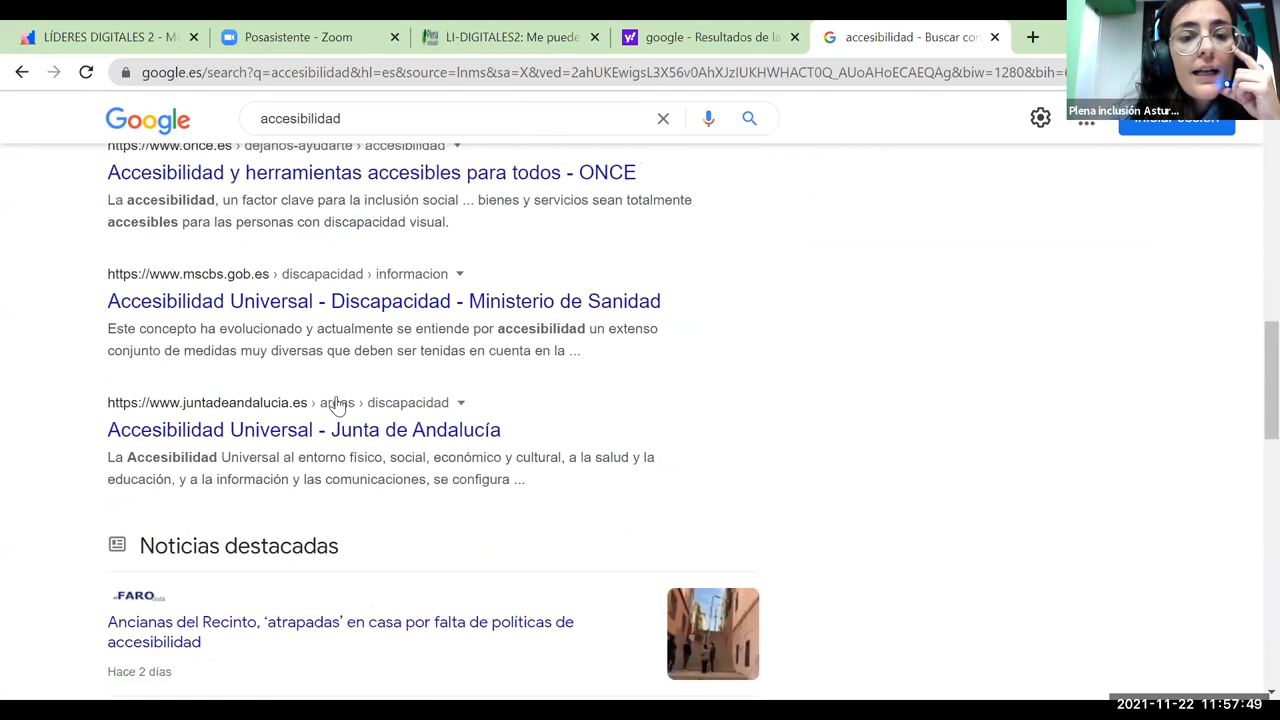 LÍDERES DIGITALES 2 - M
Posasistente - Zoom
LI-DIGITALES2: Me puede
google - Resultados de la
accesibilidad - Buscar con
google.es/search?q=accesibilidad&hl=es&source=lnms&sa=X&ved=2ahUKEwigsL3X56v0AhXJzIUKHWHACT0Q_AUoAHoECAEQAg&biw=1280&bih=
Plena inclusión Astur...
Google
accesibilidad
Iniciar sesión
https://www.once.es › dejanos-ayudarte › accesibilidad
Accesibilidad y herramientas accesibles para todos - ONCE
La accesibilidad, un factor clave para la inclusión social ... bienes y servicios sean totalmente
accesibles para las personas con discapacidad visual.
https://www.mscbs.gob.es › discapacidad › informacion
Accesibilidad Universal - Discapacidad - Ministerio de Sanidad
Este concepto ha evolucionado y actualmente se entiende por accesibilidad un extenso
conjunto de medidas muy diversas que deben ser tenidas en cuenta en la ...
https://www.juntadeandalucia.es › › discapacidad
Accesibilidad Universal - Junta de Andalucía
La Accesibilidad Universal al entorno físico, social, económico y cultural, a la salud y la
educación, y a la información y las comunicaciones, se configura ...
Noticias destacadas
FARO
Ancianas del Recinto, ‘atrapadas’ en casa por falta de políticas de
accesibilidad
Hace 2 días
2021-11-22 11:57:49